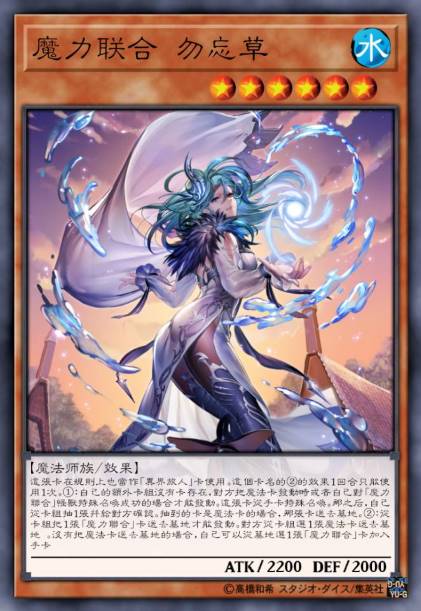 魔力联合 勿忘草
水
【魔法师族/效果】
這張卡在規則上也當作「異界旅人」卡使用。這個卡名的②的效果1回合只能使
用1次。①：自已的額外卡組沒有卡存在，對方把魔法卡發動時或者自已對「魔力
聯合」怪獸特殊召喚成功的場合才能發動。這張卡從手卡特殊召喚。那之后，自已
從卡組抽1張并給對方確認。抽到的卡是魔法卡的場合，那張卡送去墓地。②：從
卡組把1張「魔力聯合」卡送去墓地才能發動。對方從卡組選1張魔法卡送去墓
地 。沒有把魔法卡送去墓地的場合，自已可以從墓地選1張「魔力聯合」卡加入
手卡
ATK / 2200 DEF / 2000
©高橋和希 スタジオ・ダイス/集英社